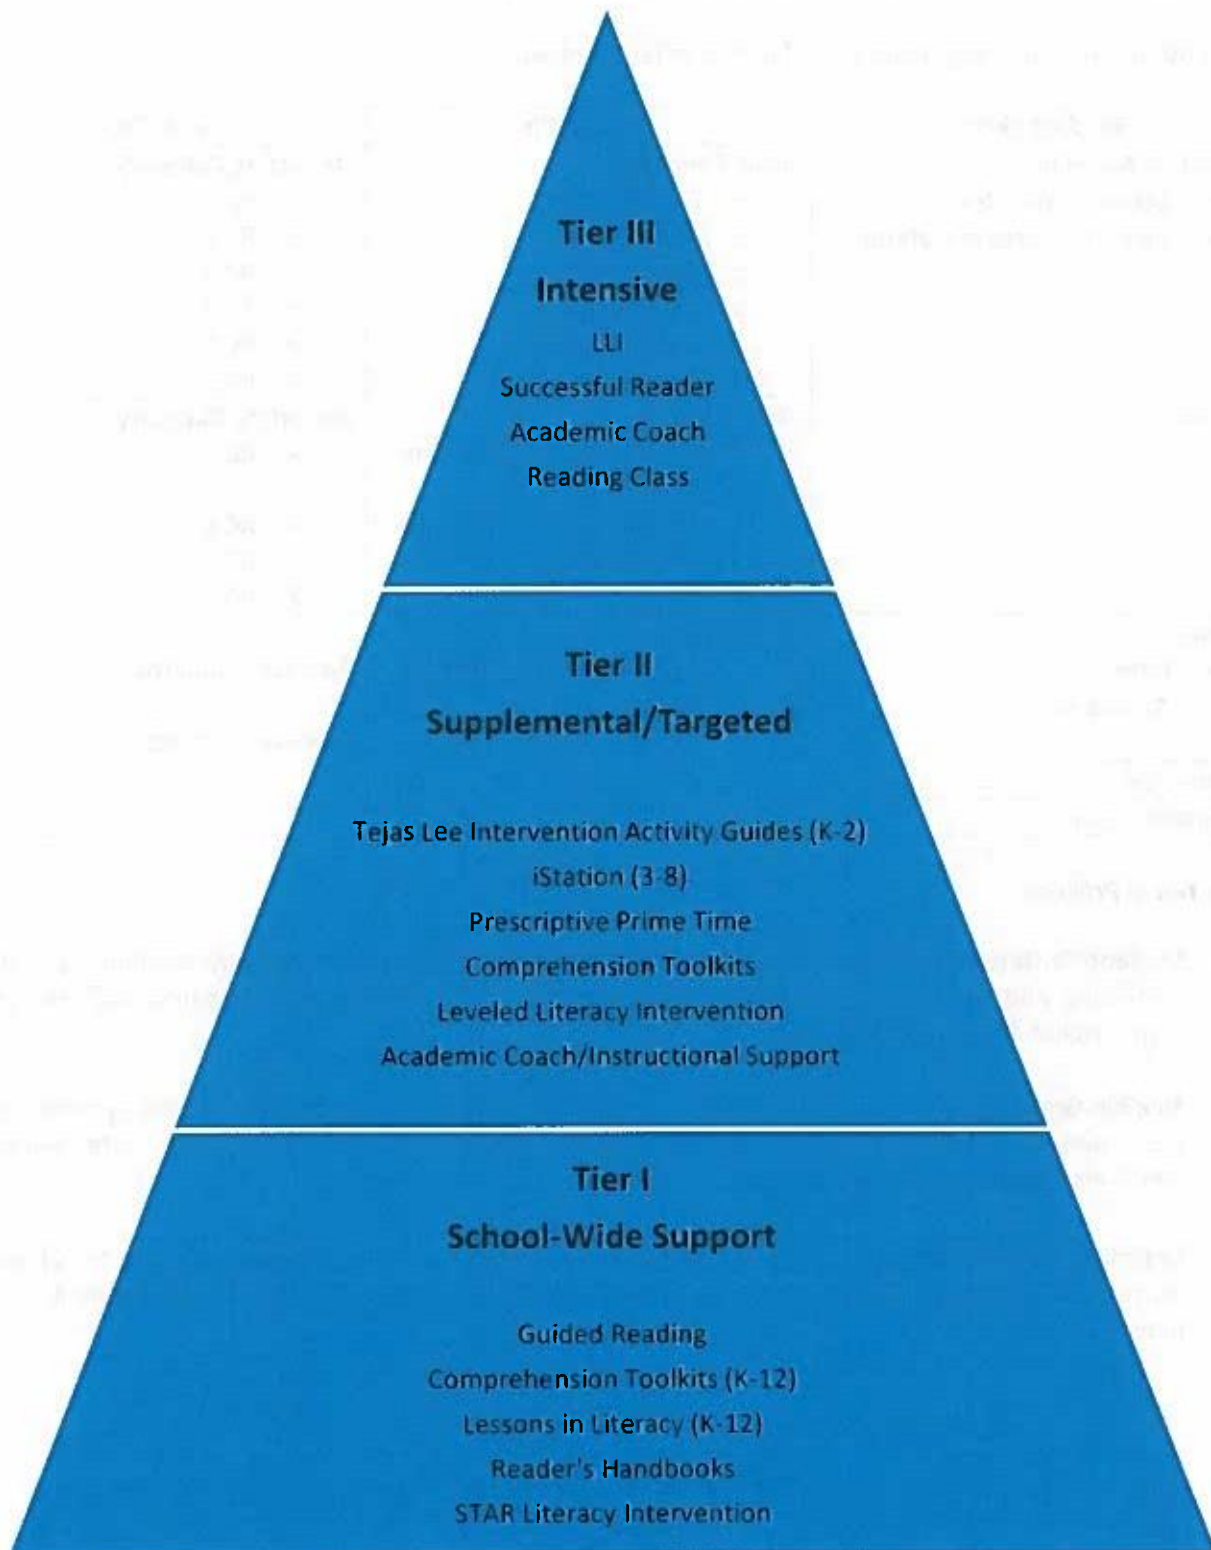 Tier III
Intensive
LLI
Successful Reader
Academic Coach
Reading Class
Tier II
Supplemental/Targeted
Tejas Lee Intervention Activity Guides (K-2)
iStation (3-8)
Prescriptive Prime Time
Comprehension Toolkits
Leveled Literacy Intervention
Academic Coach/Instructional Support
Tier I
School-Wide Support
Guided Reading
Comprehension Toolkits (K-12)
Lessons in Literacy (K-12)
Reader's Handbooks
STAR Literacy Intervention